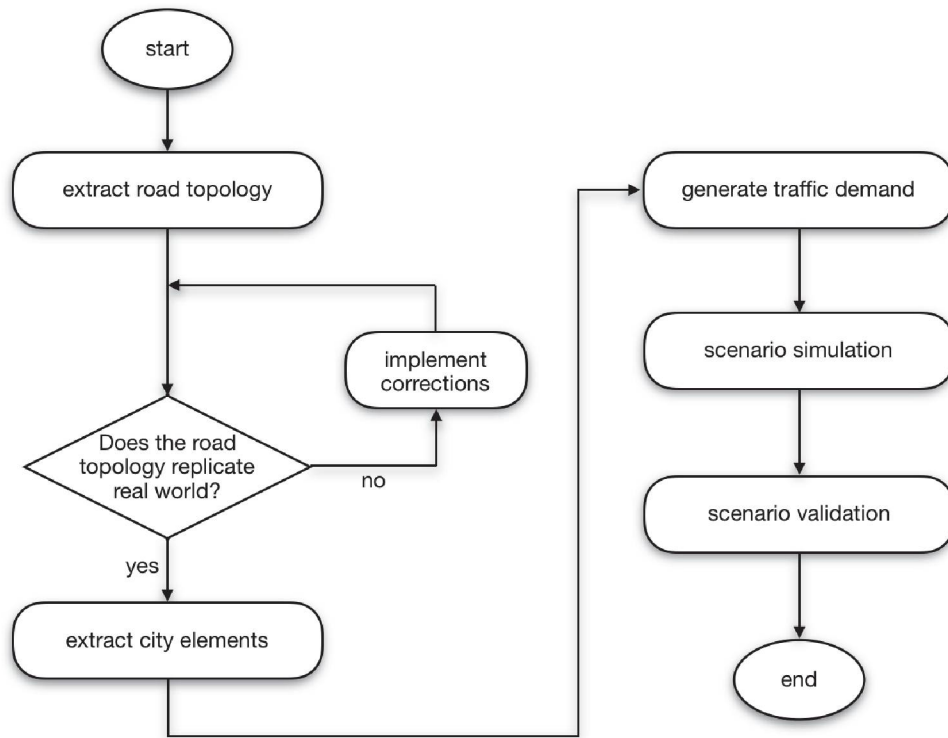 start
extract road topology
implement
corrections
Does the road
topology replicate
real world?
no
yes
extract city elements
generate traffic demand
scenario simulation
scenario validation
end